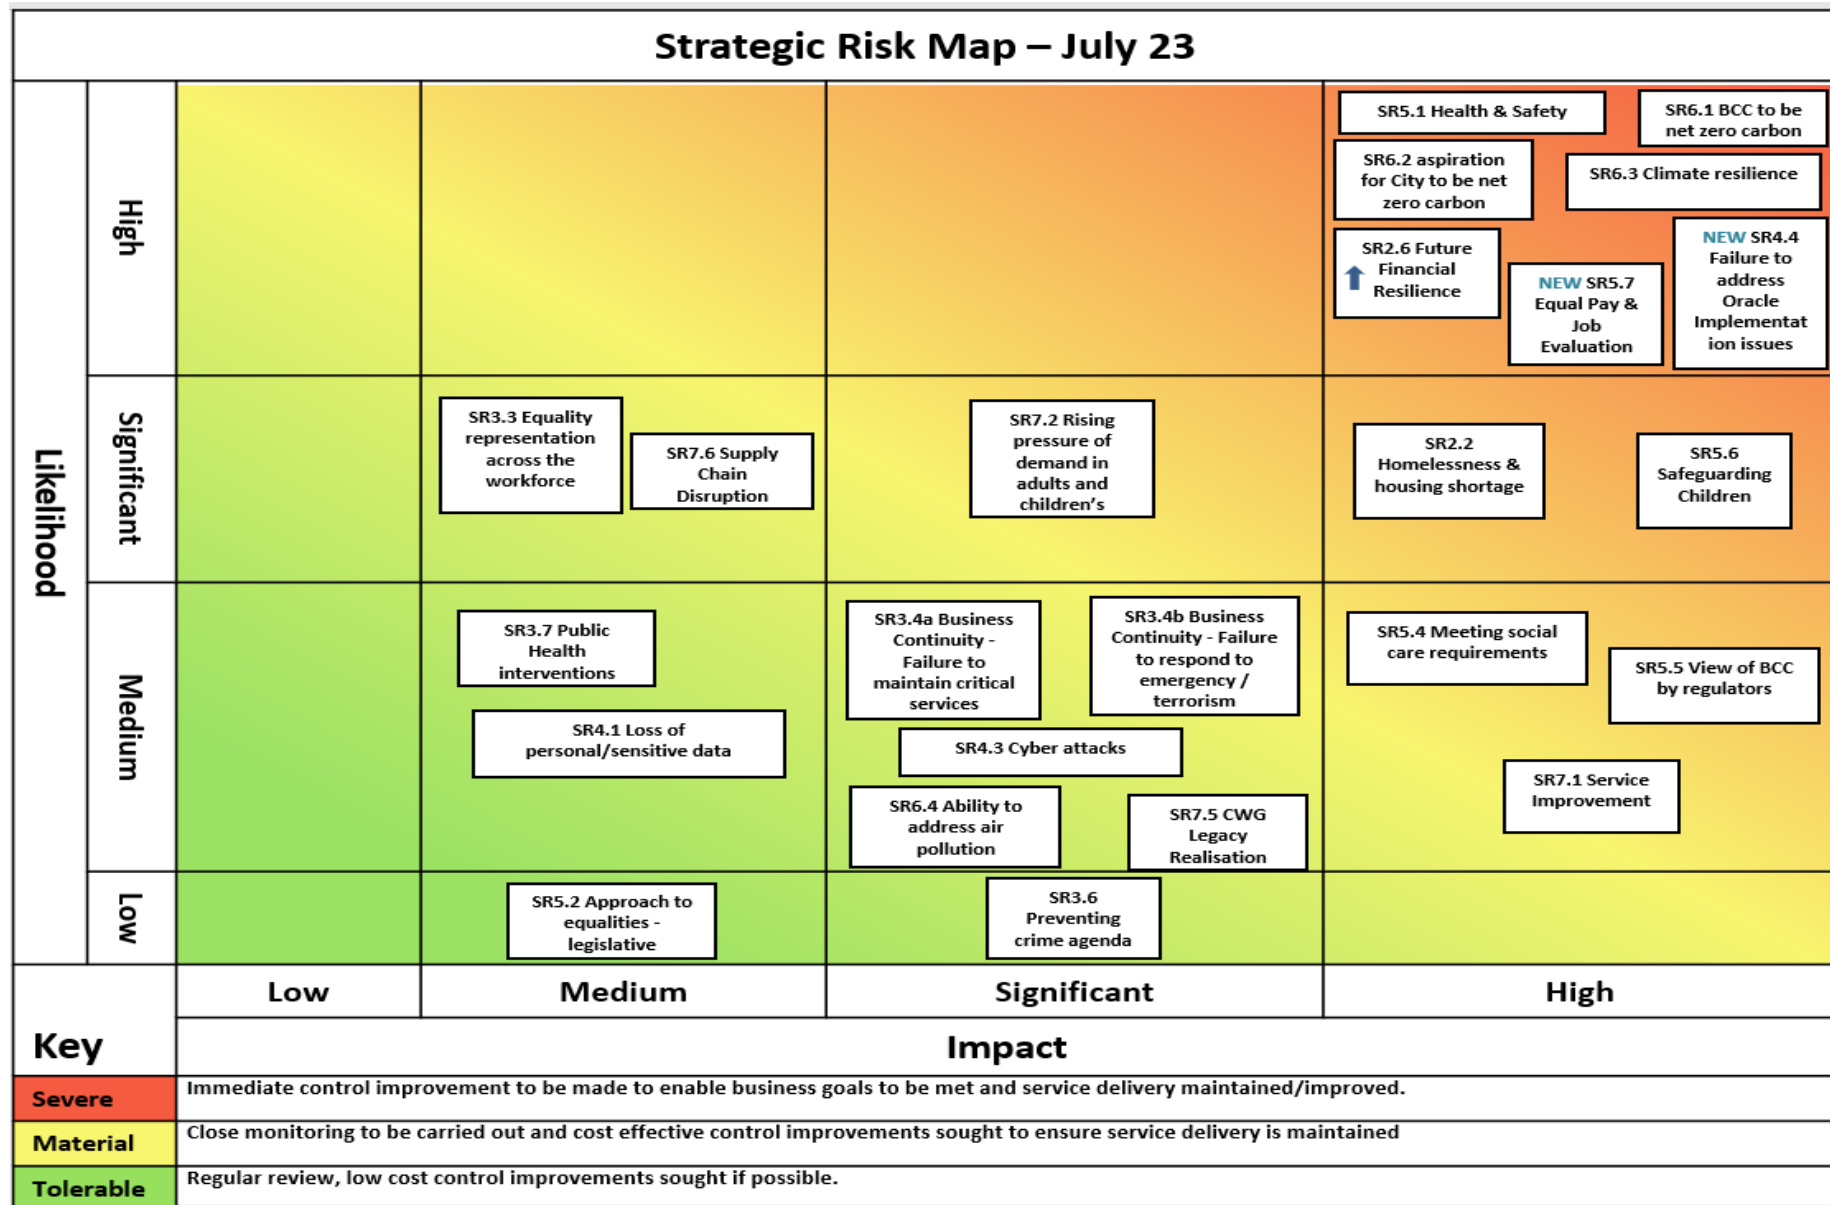 Strategic Risk Map – July 23
Likelihood
High
SR5.1 Health & Safety
SR6.1 BCC to be
net zero carbon
SR6.2 aspiration
for City to be net
zero carbon
SR6.3 Climate resilience
SR2.6 Future
Financial
Resilience
NEW SR5.7
Equal Pay &
Job
Evaluation
NEW SR4.4
Failure to
address
Oracle
Implementat
ion issues
Significant
SR3.3 Equality
representation
across the
workforce
SR7.6 Supply
Chain
Disruption
SR7.2 Rising
pressure of
demand in
adults and
children’s
SR2.2
Homelessness &
housing shortage
SR5.6
Safeguarding
Children
Medium
SR3.7 Public
Health
interventions
SR4.1 Loss of
personal/sensitive data
SR3.4a Business
Continuity -
Failure to
maintain critical
services
SR3.4b Business
Continuity - Failure
to respond to
emergency /
terrorism
SR4.3 Cyber attacks
SR6.4 Ability to
address air
pollution
SR7.5 CWG
Legacy
Realisation
SR5.4 Meeting social
care requirements
SR5.5 View of BCC
by regulators
SR7.1 Service
Improvement
Low
SR5.2 Approach to
equalities -
legislative
SR3.6
Preventing
crime agenda
Low
Medium
Significant
High
Key
Impact
Severe
Immediate control improvement to be made to enable business goals to be met and service delivery maintained/improved.
Material
Close monitoring to be carried out and cost effective control improvements sought to ensure service delivery is maintained
Tolerable
Regular review, low cost control improvements sought if possible.